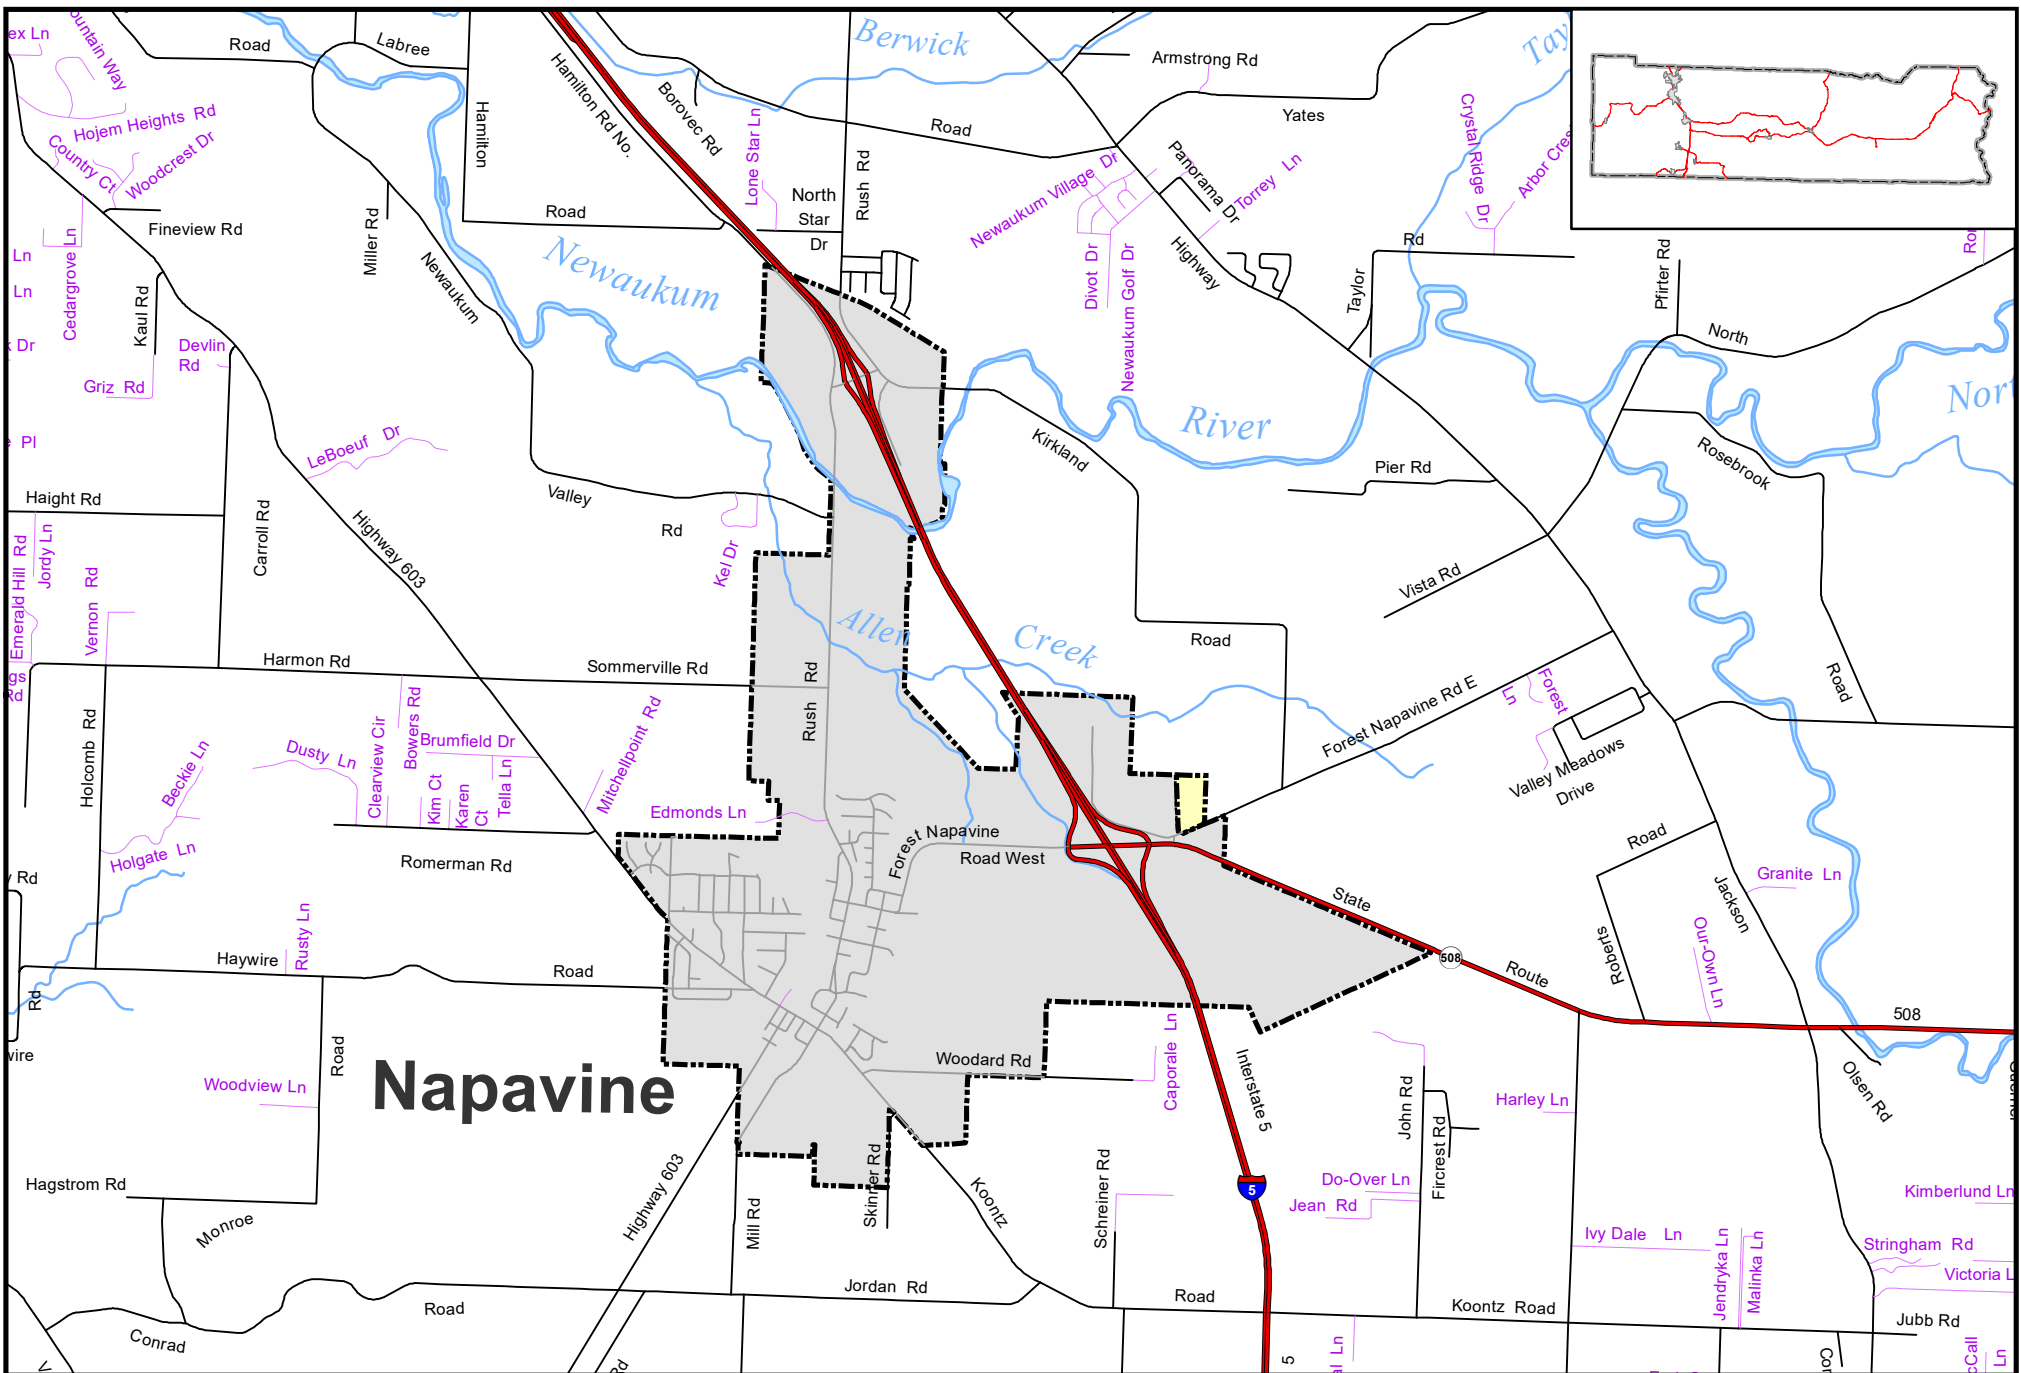 Berwick
Road
Labree
Armstrong Rd
Hamilton Rd No.
Borovec Rd
Yates
Hojem Heights Rd
Country Ct
Woodcrest Dr
Hamilton
Lone Star Ln
Road
Rush Rd
North
Star
Dr
Newaukum Village Dr
Panorama Dr
Torrey Ln
Crystal Ridge Dr
Fineview Rd
Road
Miller Rd
Newaukum
Newaukum
Divot Dr
Newaukum Golf Dr
Highway
Taylor
Rd
Pfirter Rd
Ln
Ln
Cedargrove Ln
Kaul Rd
Devlin
Rd
Griz Rd
North
LeBoeuf Dr
River
Kirkland
Pier Rd
Rosebrook
Haight Rd
Carroll Rd
Highway 603
Valley
Rd
Kel Dr
Emerald Hill Rd
Jordy Ln
Vernon Rd
Vista Rd
Allen
Creek
Road
Harmon Rd
Sommerville Rd
Rush Rd
Forest Napavine Rd E
Forest
Ln
Road
Holcomb Rd
Beckie Ln
Dusty Ln
Clearview Cir
Bowers Rd
Brumfield Dr
Kim Ct
Karen
Ct
Tella Ln
Mitchellpoint Rd
Edmonds Ln
Valley Meadows
Drive
Forest Napavine
Road West
Holgate Ln
Romerman Rd
Road
Granite Ln
Jackson
State
508
Route
Roberts
Our-Own Ln
508
Rusty Ln
Haywire
Road
Rd
Road
Napavine
Woodview Ln
Woodard Rd
Caporale Ln
Interstate 5
John Rd
Fircrest Rd
Harley Ln
Olsen Rd
5
Hagstrom Rd
Monroe
Highway 603
Mill Rd
Skinner Rd
Koontz
Schreiner Rd
Do-Over Ln
Jean Rd
Kimberlund Ln
Ivy Dale Ln
Jendryka Ln
Malinka Ln
Stringham Rd
Jordan Rd
Road
Koontz Road
Jubb Rd
Road
Conrad
5
Ln